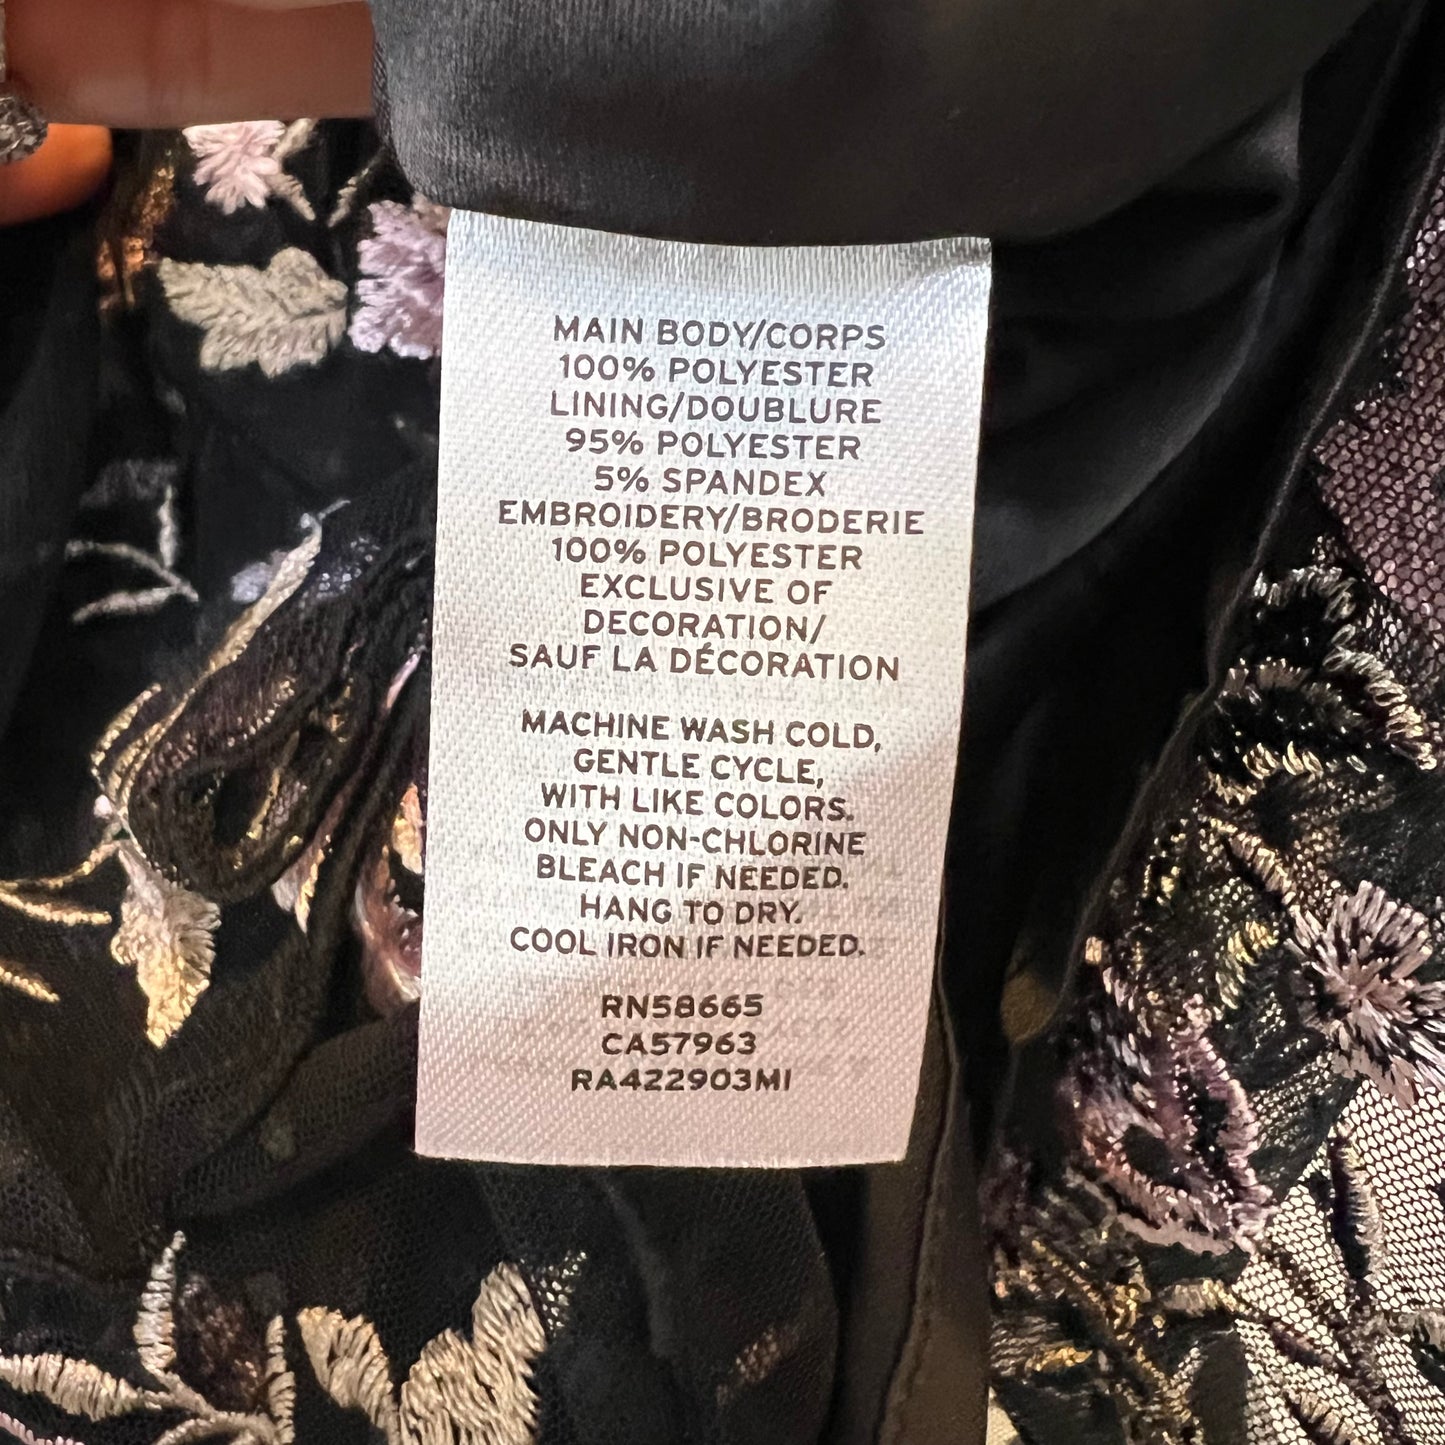 MAIN BODY/CORPS
100% POLYESTER
LINING/DOUBLURE
95% POLYESTER
5% SPANDEX
EMBROIDERY/BRODERIE
100% POLYESTER
EXCLUSIVE OF
DECORATION/
SAUF LA DÉCORATION
MACHINE WASH COLD,
GENTLE CYCLE,
WITH LIKE COLORS.
ONLY NON-CHLORINE
BLEACH IF NEEDED.
HANG TO DRY.
COOL IRON IF NEEDED.
RN58665
CA57963
RA422903MI